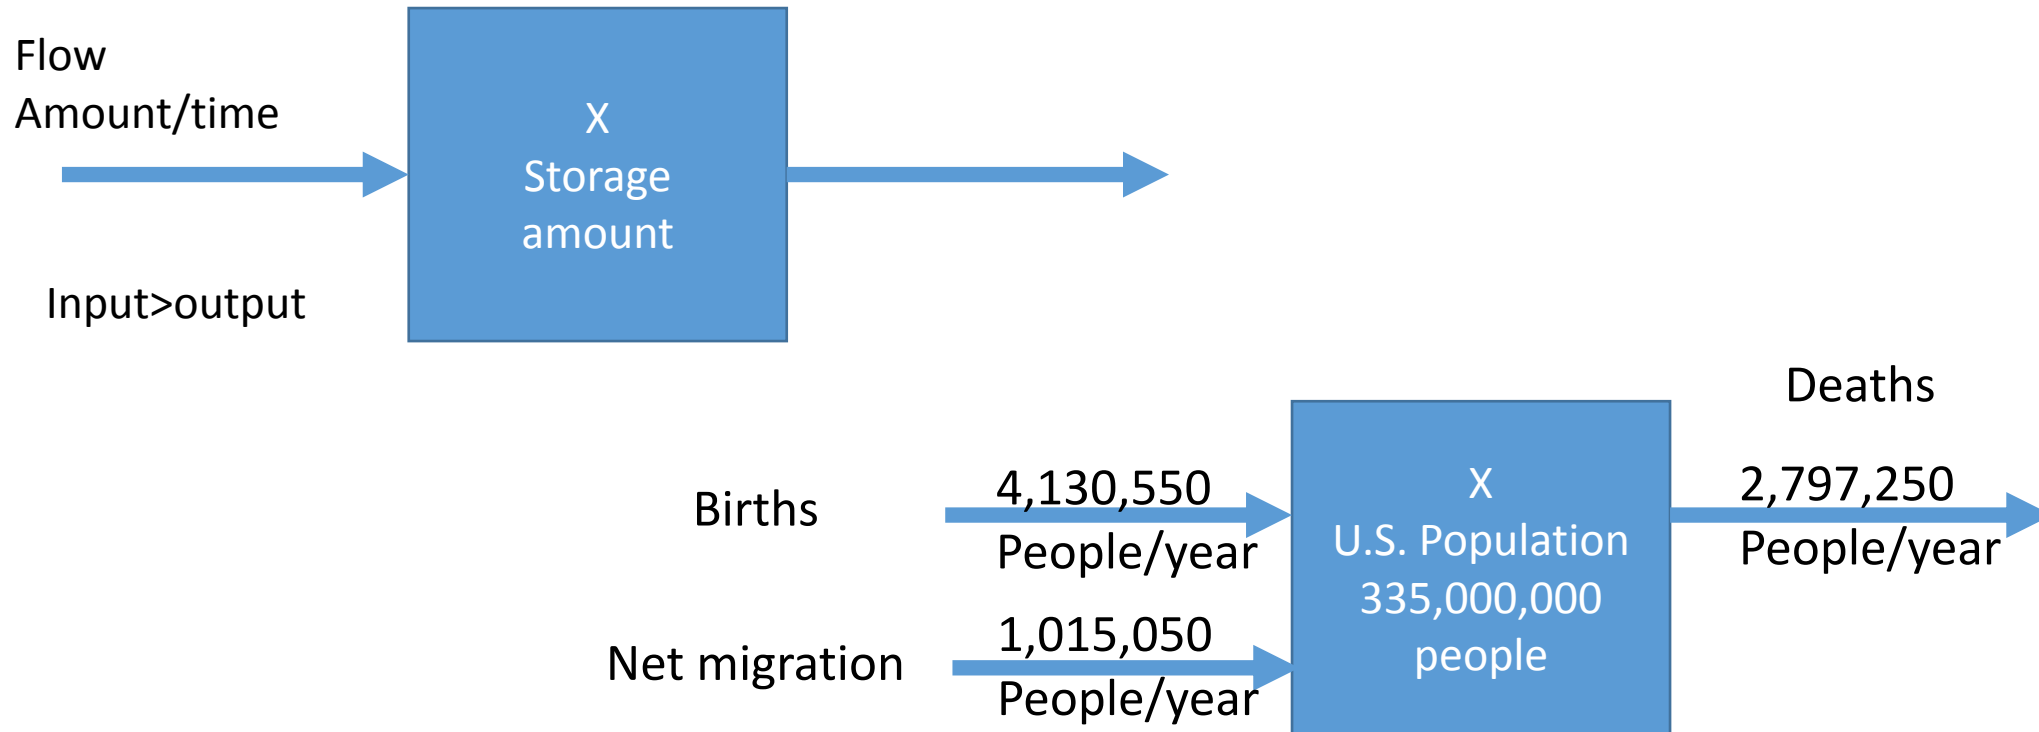 Flow
Amount/time
X
Storage
amount
Input>output
Deaths
Births
4,130,550
People/year
X
U.S. Population
335,000,000
people
2,797,250
People/year
Net migration
1,015,050
People/year